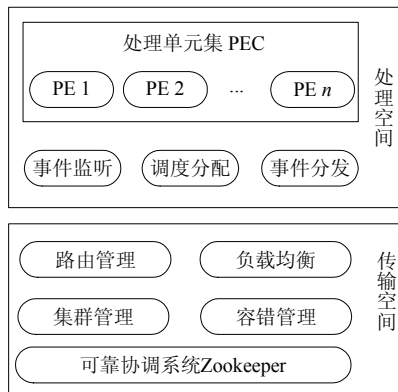 处理单元集 PEC
PE 1 PE 2 ... PE n
事件监听 调度分配 事件分发
处理空间
路由管理 负载均衡
集群管理 容错管理
可靠协调系统Zookeeper
传输空间